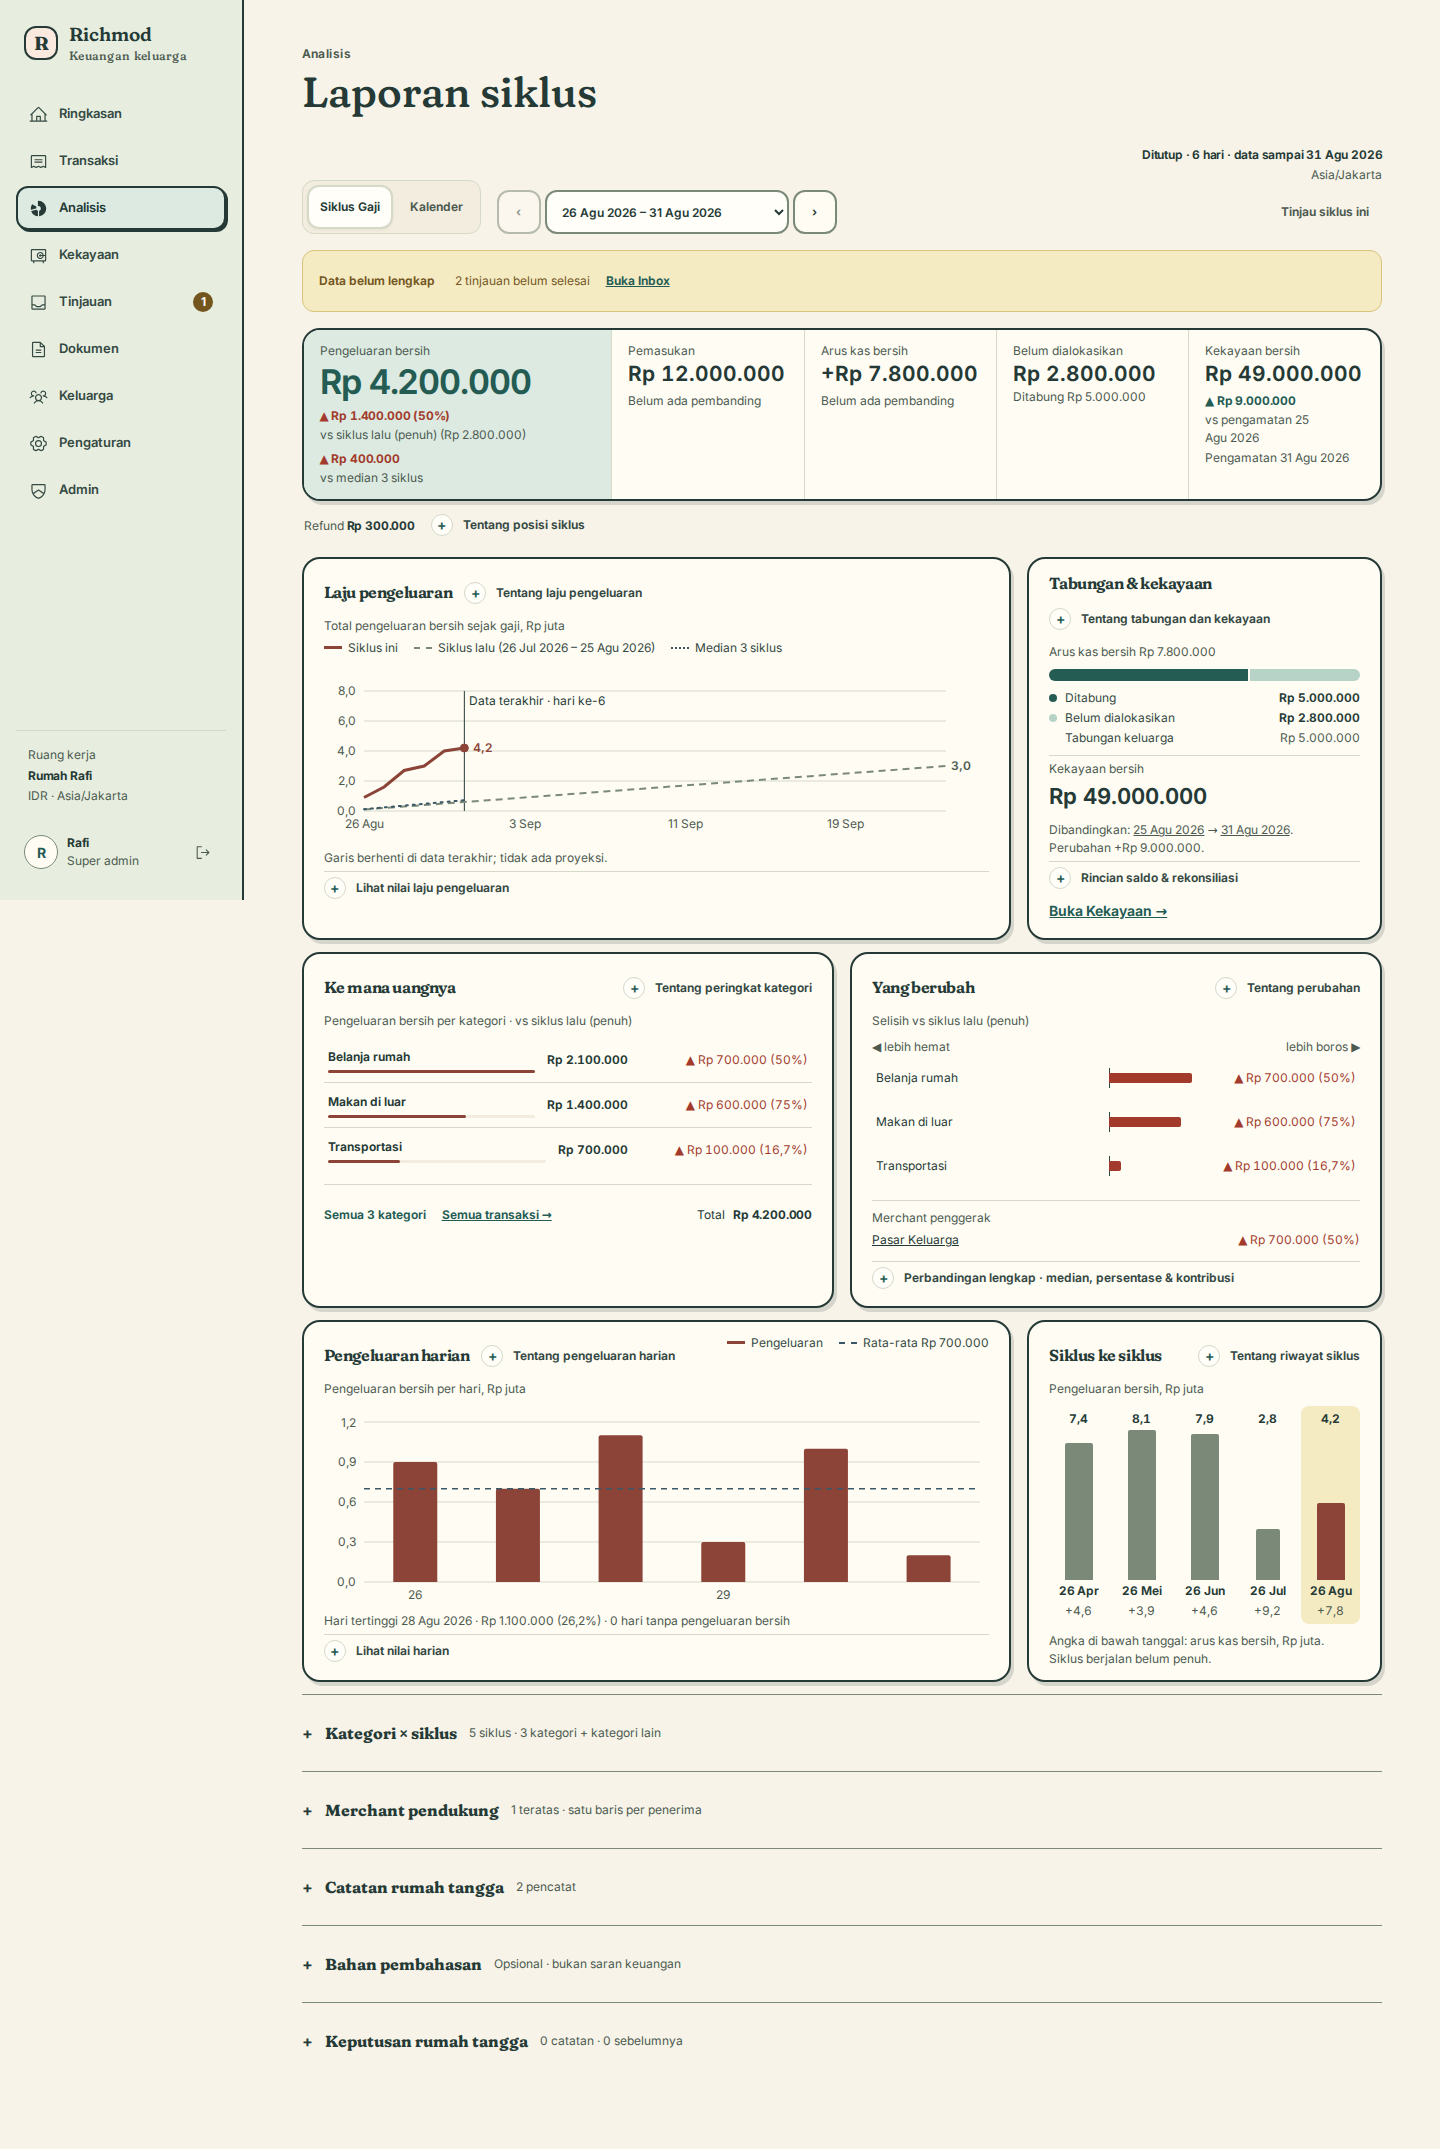 R
Richmod
Keuangan keluarga
Ringkasan
Transaksi
Analisis
Kekayaan
Tinjauan 1
Dokumen
Keluarga
Pengaturan
Admin
Ruang kerja
Rumah Rafi
IDR · Asia/Jakarta
R
Rafi
Super admin
Analisis
Laporan siklus
Ditutup · 6 hari · data sampai 31 Agu 2026
Asia/Jakarta
Siklus Gaji Kalender ‹ 26 Agu 2026 – 31 Agu 2026 › Tinjau siklus ini
Data belum lengkap 2 tinjauan belum selesai Buka Inbox
Pengeluaran bersih
Rp 4.200.000
▲ Rp 1.400.000 (50%)
vs siklus lalu (penuh) (Rp 2.800.000)
▲ Rp 400.000
vs median 3 siklus
Pemasukan
Rp 12.000.000
Belum ada pembanding
Arus kas bersih
+Rp 7.800.000
Belum ada pembanding
Belum dialokasikan
Rp 2.800.000
Ditabung Rp 5.000.000
Kekayaan bersih
Rp 49.000.000
▲ Rp 9.000.000
vs pengamatan 25
Agu 2026
Pengamatan 31 Agu 2026
Refund Rp 300.000 + Tentang posisi siklus
Laju pengeluaran + Tentang laju pengeluaran
Total pengeluaran bersih sejak gaji, Rp juta
Siklus ini Siklus lalu (26 Jul 2026 – 25 Agu 2026) Median 3 siklus
8,0
Data terakhir · hari ke-6
6,0
4,0
4,2
2,0
3,0
0,0
26 Agu 3 Sep 11 Sep 19 Sep
Garis berhenti di data terakhir; tidak ada proyeksi.
+ Lihat nilai laju pengeluaran
Tabungan & kekayaan
+ Tentang tabungan dan kekayaan
Arus kas bersih Rp 7.800.000
Ditabung Rp 5.000.000
Belum dialokasikan Rp 2.800.000
Tabungan keluarga Rp 5.000.000
Kekayaan bersih
Rp 49.000.000
Dibandingkan: 25 Agu 2026 → 31 Agu 2026.
Perubahan +Rp 9.000.000.
+ Rincian saldo & rekonsiliasi
Buka Kekayaan →
Ke mana uangnya + Tentang peringkat kategori
Pengeluaran bersih per kategori · vs siklus lalu (penuh)
Belanja rumah Rp 2.100.000 ▲ Rp 700.000 (50%)
Makan di luar Rp 1.400.000 ▲ Rp 600.000 (75%)
Transportasi Rp 700.000 ▲ Rp 100.000 (16,7%)
Semua 3 kategori Semua transaksi → Total Rp 4.200.000
Yang berubah + Tentang perubahan
Selisih vs siklus lalu (penuh)
◀ lebih hemat lebih boros ▶
Belanja rumah ▲ Rp 700.000 (50%)
Makan di luar ▲ Rp 600.000 (75%)
Transportasi ▲ Rp 100.000 (16,7%)
Merchant penggerak
Pasar Keluarga ▲ Rp 700.000 (50%)
+ Perbandingan lengkap · median, persentase & kontribusi
Pengeluaran harian + Tentang pengeluaran harian
Pengeluaran Rata-rata Rp 700.000
Pengeluaran bersih per hari, Rp juta
1,2
0,9
0,6
0,3
0,0
26 29
Hari tertinggi 28 Agu 2026 · Rp 1.100.000 (26,2%) · 0 hari tanpa pengeluaran bersih
+ Lihat nilai harian
Siklus ke siklus + Tentang riwayat siklus
Pengeluaran bersih, Rp juta
7,4 8,1 7,9 2,8 4,2
26 Apr 26 Mei 26 Jun 26 Jul 26 Agu
+4,6 +3,9 +4,6 +9,2 +7,8
Angka di bawah tanggal: arus kas bersih, Rp juta.
Siklus berjalan belum penuh.
+ Kategori × siklus 5 siklus · 3 kategori + kategori lain
+ Merchant pendukung 1 teratas · satu baris per penerima
+ Catatan rumah tangga 2 pencatat
+ Bahan pembahasan Opsional · bukan saran keuangan
+ Keputusan rumah tangga 0 catatan · 0 sebelumnya